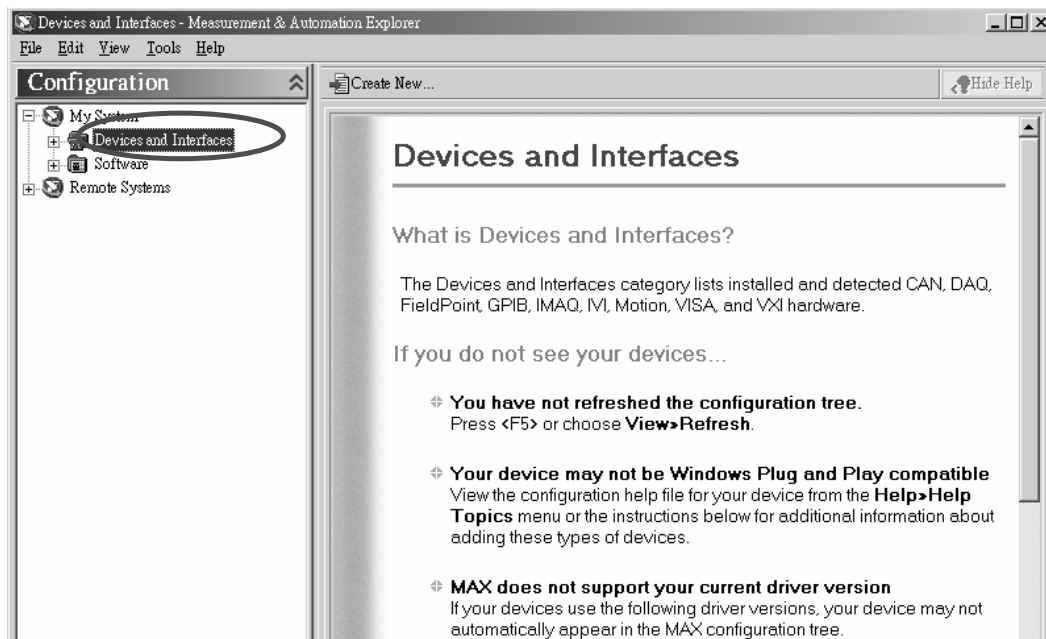 Devices and Interfaces - Measurement & Automation Explorer
File Edit View Tools Help
Configuration
My System
Devices and Interfaces
Software
Remote Systems
Create New...
Hide Help
Devices and Interfaces
What is Devices and Interfaces?
The Devices and Interfaces category lists installed and detected CAN, DAQ,
FieldPoint, GPIB, IMAQ, IVI, Motion, VISA, and VXI hardware.
If you do not see your devices...
You have not refreshed the configuration tree.
Press <F5> or choose View»Refresh.
Your device may not be Windows Plug and Play compatible
View the configuration help file for your device from the Help»Help
Topics menu or the instructions below for additional information about
adding these types of devices.
MAX does not support your current driver version
If your devices use the following driver versions, your device may not
automatically appear in the MAX configuration tree.